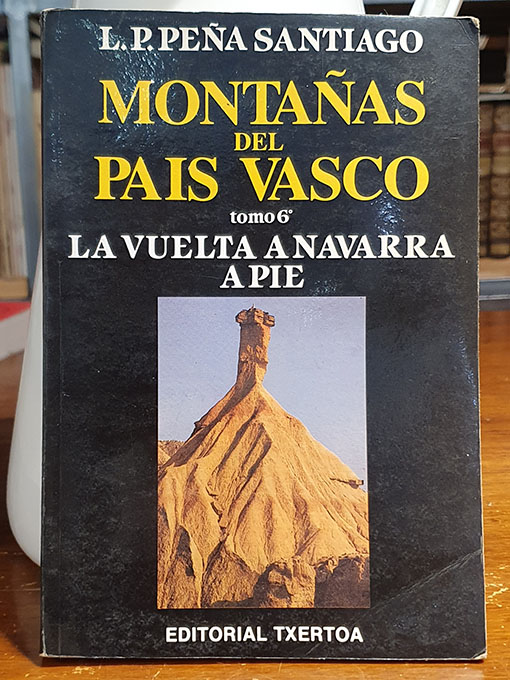 L. P. PEÑA SANTIAGO
MONTAÑAS
DEL
PAIS VASCO
tomo 6º
LA VUELTA A NAVARRA
A PIE
EDITORIAL TXERTOA